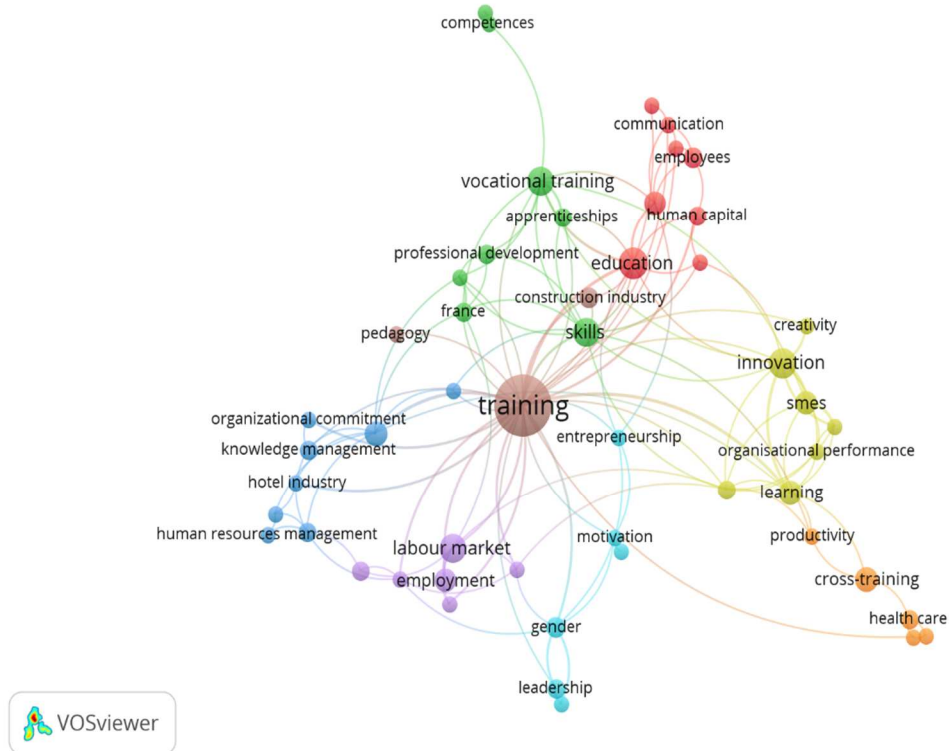 competences
communication
employees
vocational training
apprenticeships
human capital
professional development
education
construction industry
france
skills
pedagogy
creativity
innovation
training
smes
organizational commitment
entrepreneurship
knowledge management
organisational performance
hotel industry
learning
human resources management
motivation
productivity
labour market
employment
cross-training
health care
gender
leadership
VOSviewer